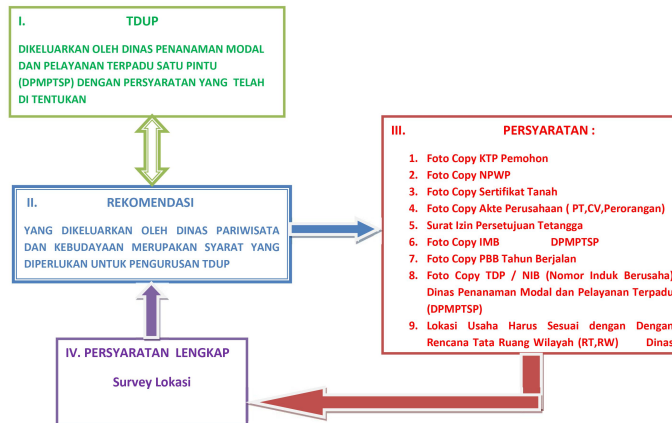 I. TDUP
DIKELUARKAN OLEH DINAS PENANAMAN MODAL
DAN PELAYANAN TERPADU SATU PINTU
(DPMPTSP) DENGAN PERSYARATAN YANG TELAH
DI TENTUKAN
II. REKOMENDASI
YANG DIKELUARKAN OLEH DINAS PARIWISATA
DAN KEBUDAYAAN MERUPAKAN SYARAT YANG
DIPERLUKAN UNTUK PENGURUSAN TDUP
III. PERSYARATAN :
1. Foto Copy KTP Pemohon
2. Foto Copy NPWP
3. Foto Copy Sertifikat Tanah
4. Foto Copy Akte Perusahaan ( PT,CV,Perorangan)
5. Surat Izin Persetujuan Tetangga
6. Foto Copy IMB DPMPTSP
7. Foto Copy PBB Tahun Berjalan
8. Foto Copy TDP / NIB (Nomor Induk Berusaha)
Dinas Penanaman Modal dan Pelayanan Terpadu
(DPMPTSP)
9. Lokasi Usaha Harus Sesuai dengan Dengan
Rencana Tata Ruang Wilayah (RT,RW) Dinas
IV. PERSYARATAN LENGKAP
Survey Lokasi